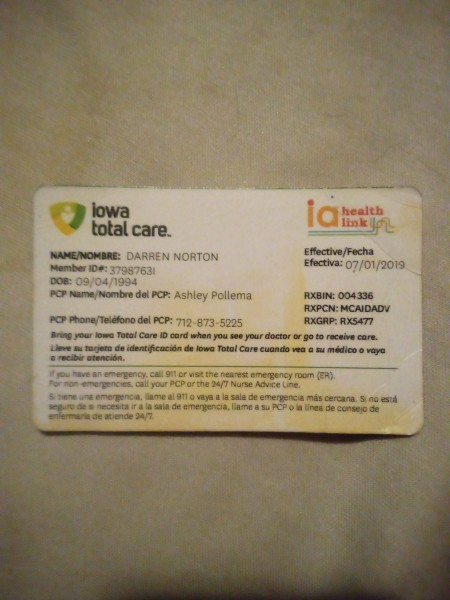 iowa
total care™
ia health
link
NAME/NOMBRE: DARREN NORTON
Member ID#: 3798763I
DOB: 09/04/1994
PCP Name/Nombre del PCP: Ashley Pollema
PCP Phone/Teléfono del PCP: 712-873-5225
Effective/Fecha
Efectiva: 07/01/2019
RXBIN: 004336
RXPCN: MCAIDADV
RXGRP: RX5477
Bring your Iowa Total Care ID card when you see your doctor or go to receive care.
Lleve su tarjeta de identificación de Iowa Total Care cuando vea a su médico o vaya
a recibir atención.
If you have an emergency, call 911 or visit the nearest emergency room (ER).
For non-emergencies, call your PCP or the 24/7 Nurse Advice Line.
Si tiene una emergencia, llame al 911 o vaya a la sala de emergencia más cercana. Si no está
seguro de si necesita ir a la sala de emergencia, llame a su PCP o la línea de consejo de
enfermería de atiende 24/7.